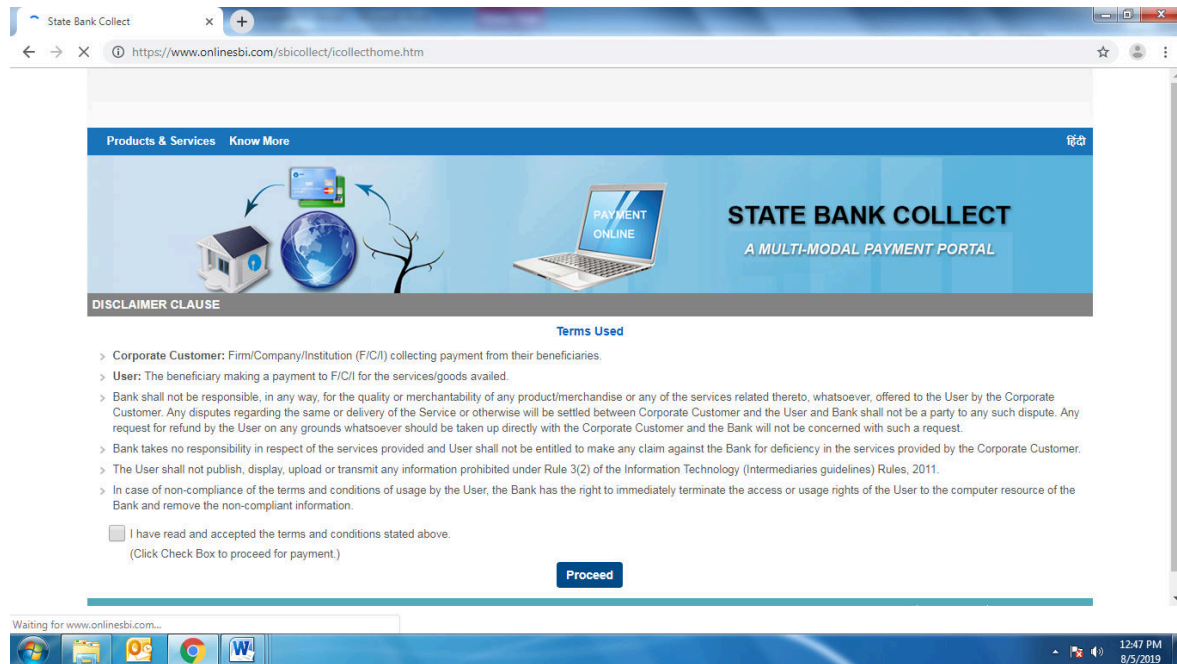 State Bank Collect
https://www.onlinesbi.com/sbicollect/icollecthome.htm
Products & Services Know More हिंदी
PAYMENT
ONLINE
STATE BANK COLLECT
A MULTI-MODAL PAYMENT PORTAL
DISCLAIMER CLAUSE
Terms Used
Corporate Customer: Firm/Company/Institution (F/C/I) collecting payment from their beneficiaries.
User: The beneficiary making a payment to F/C/I for the services/goods availed.
Bank shall not be responsible, in any way, for the quality or merchantability of any product/merchandise or any of the services related thereto, whatsoever, offered to the User by the Corporate
Customer. Any disputes regarding the same or delivery of the Service or otherwise will be settled between Corporate Customer and the User and Bank shall not be a party to any such dispute. Any
request for refund by the User on any grounds whatsoever should be taken up directly with the Corporate Customer and the Bank will not be concerned with such a request.
Bank takes no responsibility in respect of the services provided and User shall not be entitled to make any claim against the Bank for deficiency in the services provided by the Corporate Customer.
The User shall not publish, display, upload or transmit any information prohibited under Rule 3(2) of the Information Technology (Intermediaries guidelines) Rules, 2011.
In case of non-compliance of the terms and conditions of usage by the User, the Bank has the right to immediately terminate the access or usage rights of the User to the computer resource of the
Bank and remove the non-compliant information.
I have read and accepted the terms and conditions stated above.
(Click Check Box to proceed for payment.)
Proceed
Waiting for www.onlinesbi.com...
12:47 PM
8/5/2019